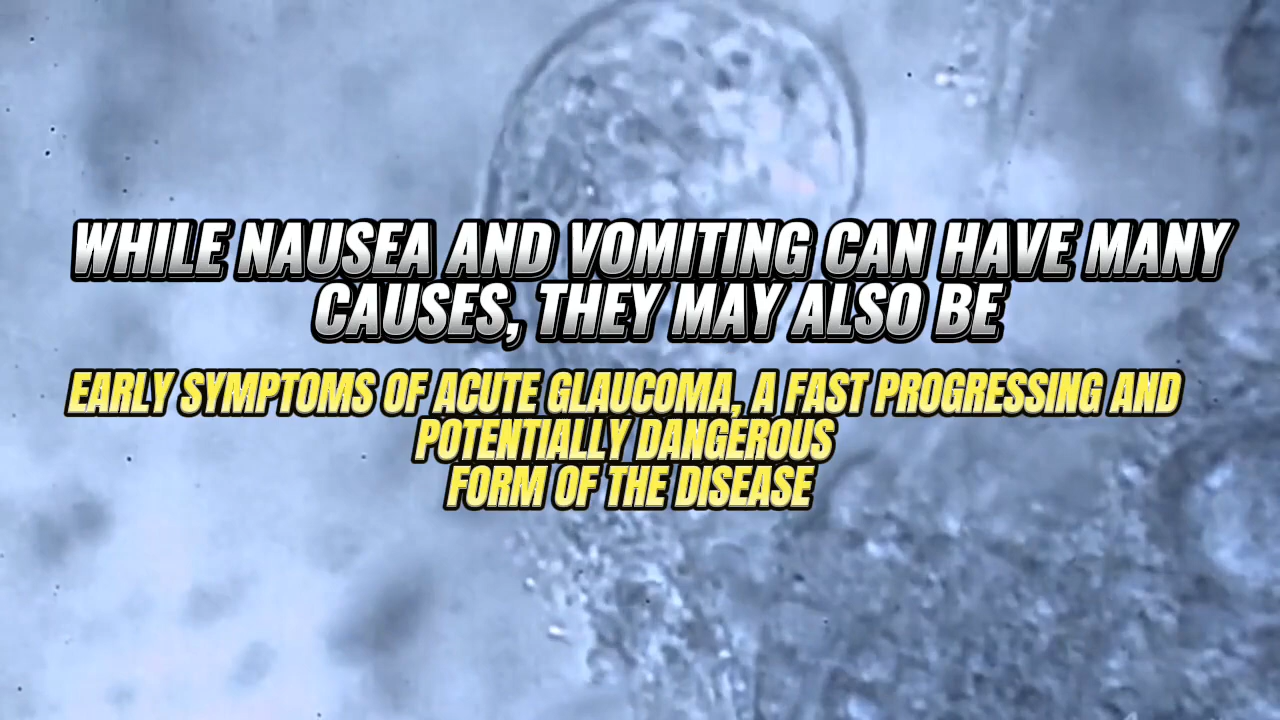 WHILE NAUSEA AND VOMITING CAN HAVE MANY
CAUSES, THEY MAY ALSO BE
EARLY SYMPTOMS OF ACUTE GLAUCOMA, A FAST PROGRESSING AND
POTENTIALLY DANGEROUS
FORM OF THE DISEASE